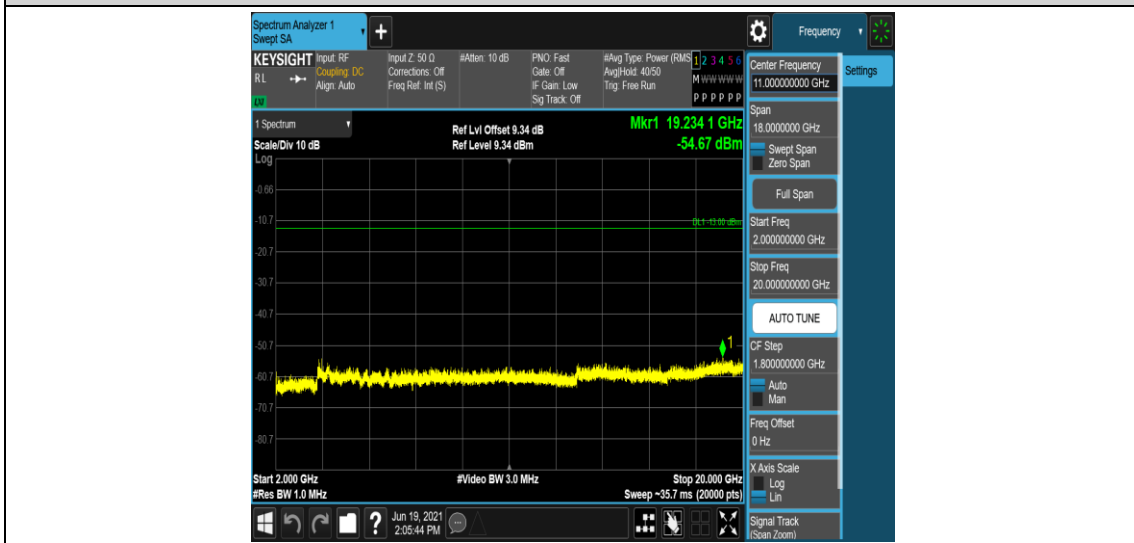 Spectrum Analyzer 1
Swept SA
+
Frequency
KEYSIGHT
RL
LXI
Input: RF
Coupling: DC
Align: Auto
Input Z: 50 Ω
Corrections: Off
Freq Ref: Int (S)
#Atten: 10 dB
PNO: Fast
Gate: Off
IF Gain: Low
Sig Track: Off
#Avg Type: Power (RMS
Avg|Hold: 40/50
Trig: Free Run
1 2 3 4 5 6
M W W W W W
P P P P P P
1 Spectrum
Scale/Div 10 dB
Ref Lvl Offset 9.34 dB
Ref Level 9.34 dBm
Mkr1 19.234 1 GHz
-54.67 dBm
Log
-0.66
-10.7
DL1 -13.00 dBm
-20.7
-30.7
-40.7
-50.7
1
-60.7
-70.7
-80.7
Start 2.000 GHz
#Video BW 3.0 MHz
Stop 20.000 GHz
#Res BW 1.0 MHz
Sweep ~35.7 ms (20000 pts)
Center Frequency
11.000000000 GHz
Settings
Span
18.0000000 GHz
Swept Span
Zero Span
Full Span
Start Freq
2.000000000 GHz
Stop Freq
20.000000000 GHz
AUTO TUNE
CF Step
1.800000000 GHz
Auto
Man
Freq Offset
0 Hz
X Axis Scale
Log
Lin
Signal Track
(Span Zoom)
?
Jun 19, 2021
2:05:44 PM